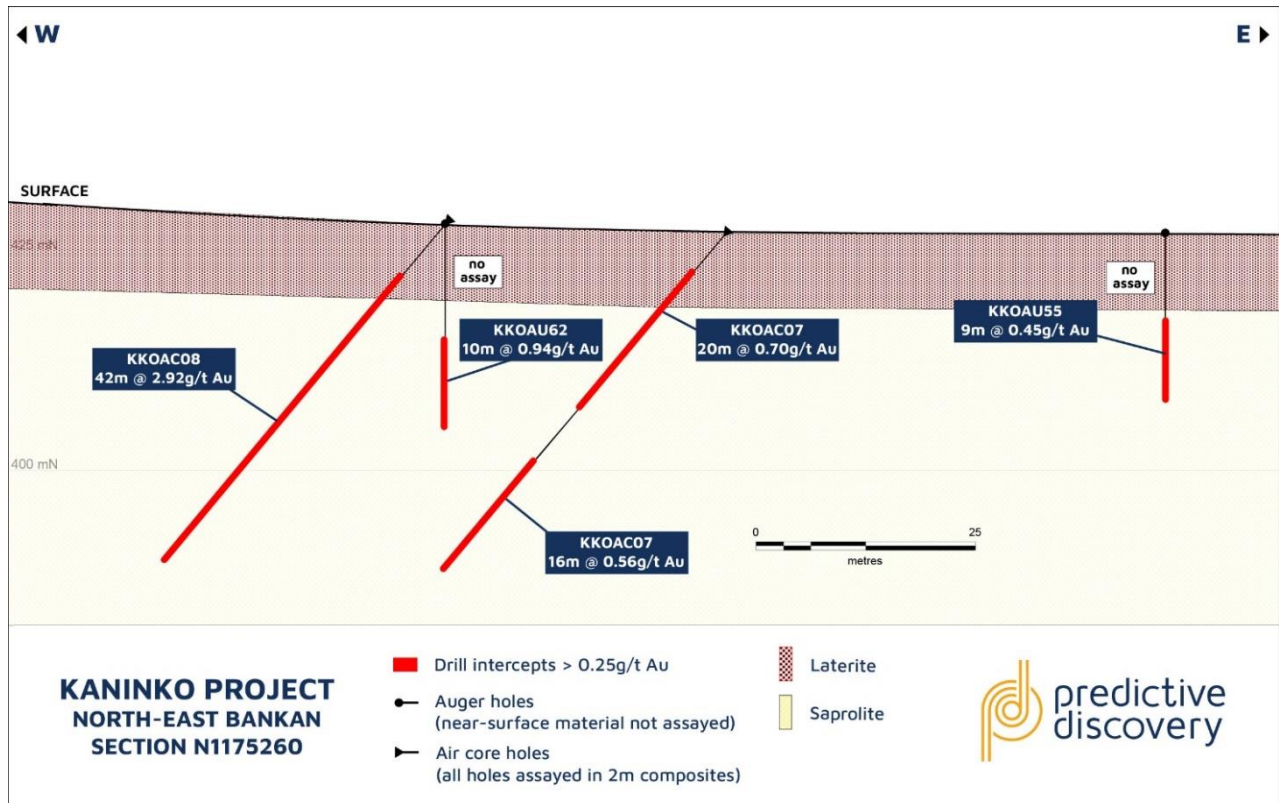 W
E
SURFACE
425 mN
no
assay
no
assay
KKOAU55
9m @ 0.45g/t Au
KKOAU62
10m @ 0.94g/t Au
KKOAC07
20m @ 0.70g/t Au
KKOAC08
42m @ 2.92g/t Au
400 mN
KKOAC07
16m @ 0.56g/t Au
0 25
metres
KANINKO PROJECT
NORTH-EAST BANKAN
SECTION N1175260
Drill intercepts > 0.25g/t Au
Auger holes
(near-surface material not assayed)
Air core holes
(all holes assayed in 2m composites)
Laterite
Saprolite
predictive
discovery